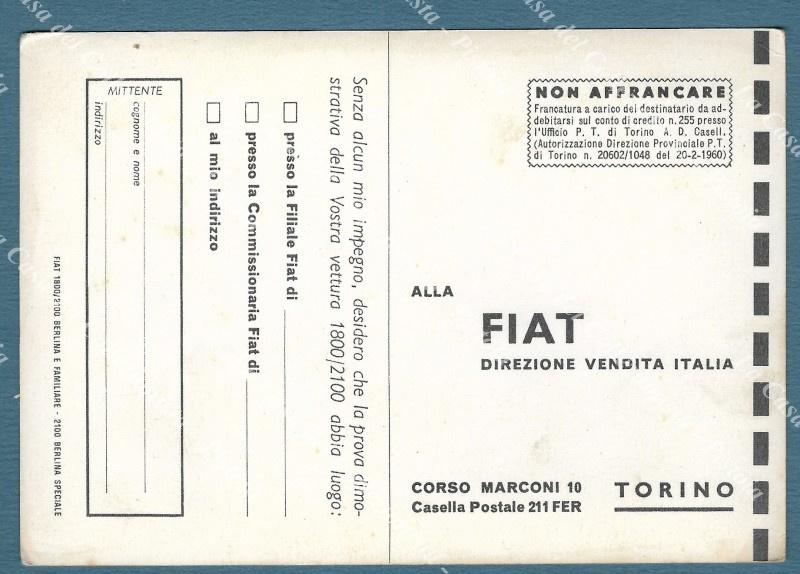 Senza alcun mio impegno, desidero che la prova dimo-
strativa della Vostra vettura 1800/2100 abbia luogo:
presso la Filiale Fiat di
presso la Commissionaria Fiat di
al mio indirizzo
MITTENTE
cognome e nome
indirizzo
FIAT 1800/2100 BERLINA E FAMILIARE - 2100 BERLINA SPECIALE
NON AFFRANCARE
Francatura a carico del destinatario da ad-
debitarsi sul conto di credito n. 255 presso
l'Ufficio P. T. di Torino A. D. Casell.
(Autorizzazione Direzione Provinciale P.T.
di Torino n. 20602/1048 del 20-2-1960)
ALLA
FIAT
DIREZIONE VENDITA ITALIA
CORSO MARCONI 10 TORINO
Casella Postale 211 FER